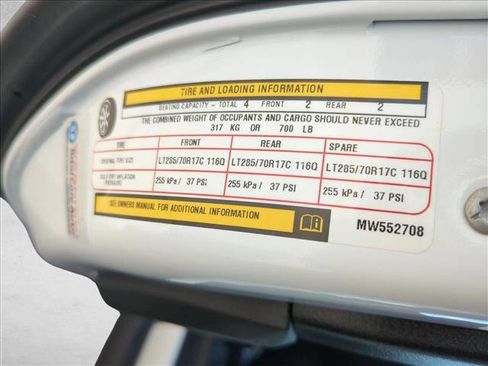 TIRE AND LOADING INFORMATION
SEATING CAPACITY - TOTAL 4 FRONT 2 REAR 2
THE COMBINED WEIGHT OF OCCUPANTS AND CARGO SHOULD NEVER EXCEED
317 KG OR 700 LB
TIRE FRONT REAR SPARE
ORIGINAL TIRE SIZE LT285/70R17C 116Q LT285/70R17C 116Q LT285/70R17C 116Q
COLD TIRE INFLATION PRESSURE 255 kPa / 37 PSI 255 kPa / 37 PSI 255 kPa / 37 PSI
SEE OWNERS MANUAL FOR ADDITIONAL INFORMATION
MW552708